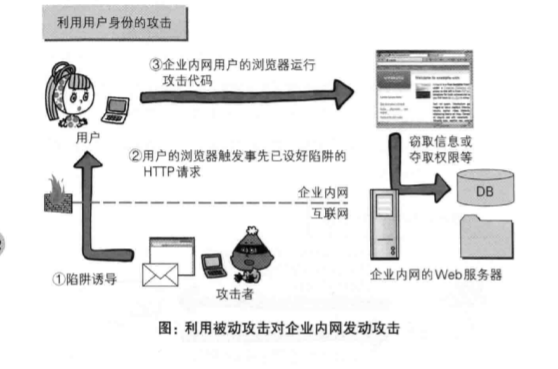 利用用户身份的攻击
③企业内网用户的浏览器运行
攻击代码
用户
窃取信息或
夺取权限等
②用户的浏览器触发事先已设好陷阱的
HTTP请求
DB
企业内网
互联网
①陷阱诱导
攻击者
企业内网的Web服务器
图：利用被动攻击对企业内网发动攻击